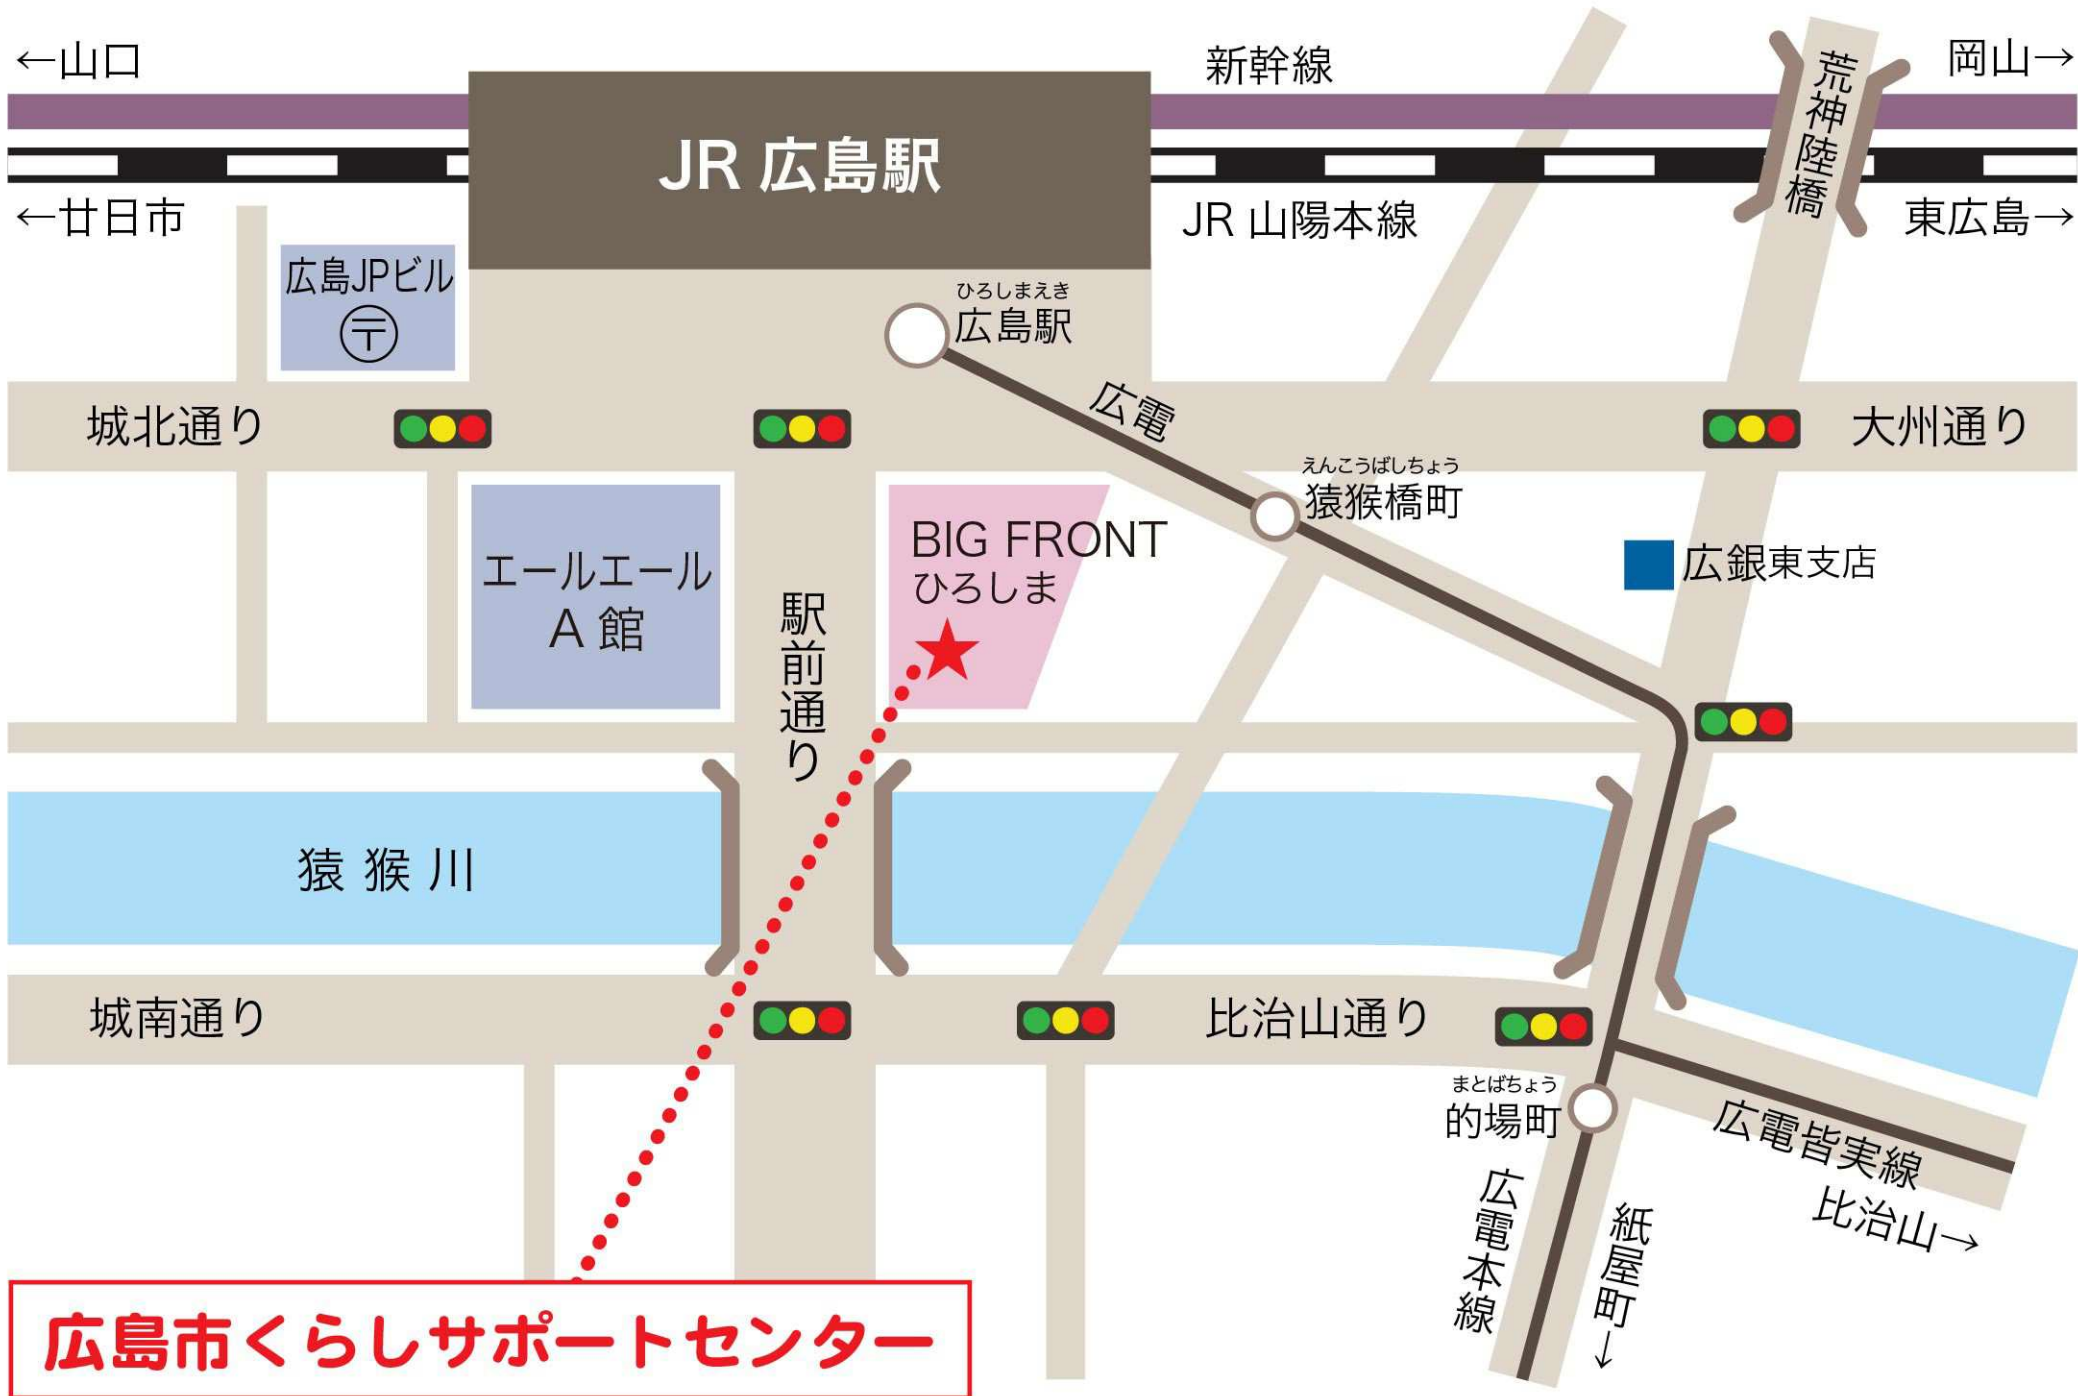 ←山口
新幹線
岡山→
荒神陸橋
JR 広島駅
←廿日市
JR 山陽本線
東広島→
広島JPビル
〒
ひろしまえき
広島駅
広電
城北通り
大州通り
えんこうばしちょう
猿猴橋町
エールエール
A 館
駅前通り
BIG FRONT
ひろしま
広銀東支店
猿猴川
城南通り
比治山通り
まとばちょう
的場町
広電皆実線
比治山→
広電本線
紙屋町→
広島市くらしサポートセンター